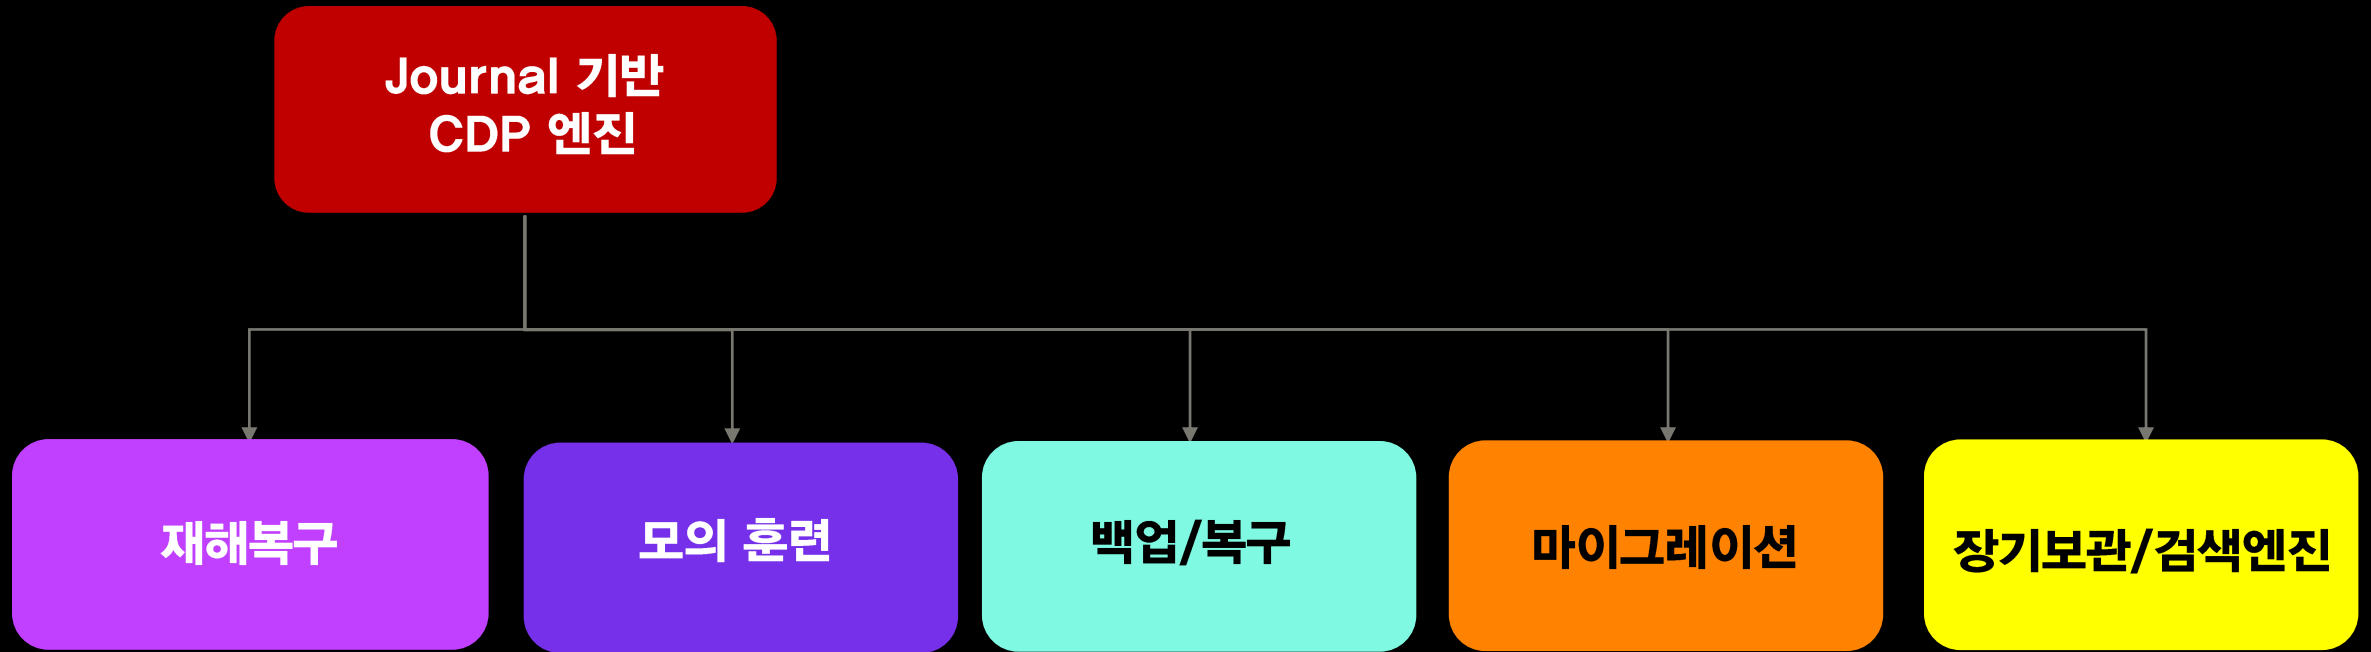 Journal 기반
CDP 엔진
재해복구
모의 훈련
백업/복구
마이그레이션
장기보관/검색엔진